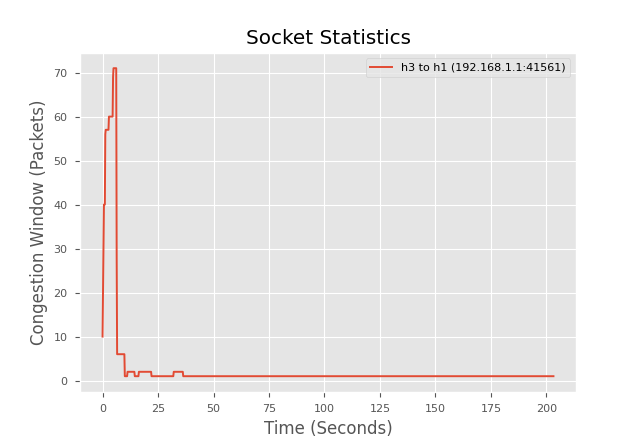 Socket Statistics
h3 to h1 (192.168.1.1:41561)
Congestion Window (Packets)
70
60
50
40
30
20
10
0
0 25 50 75 100 125 150 175 200
Time (Seconds)